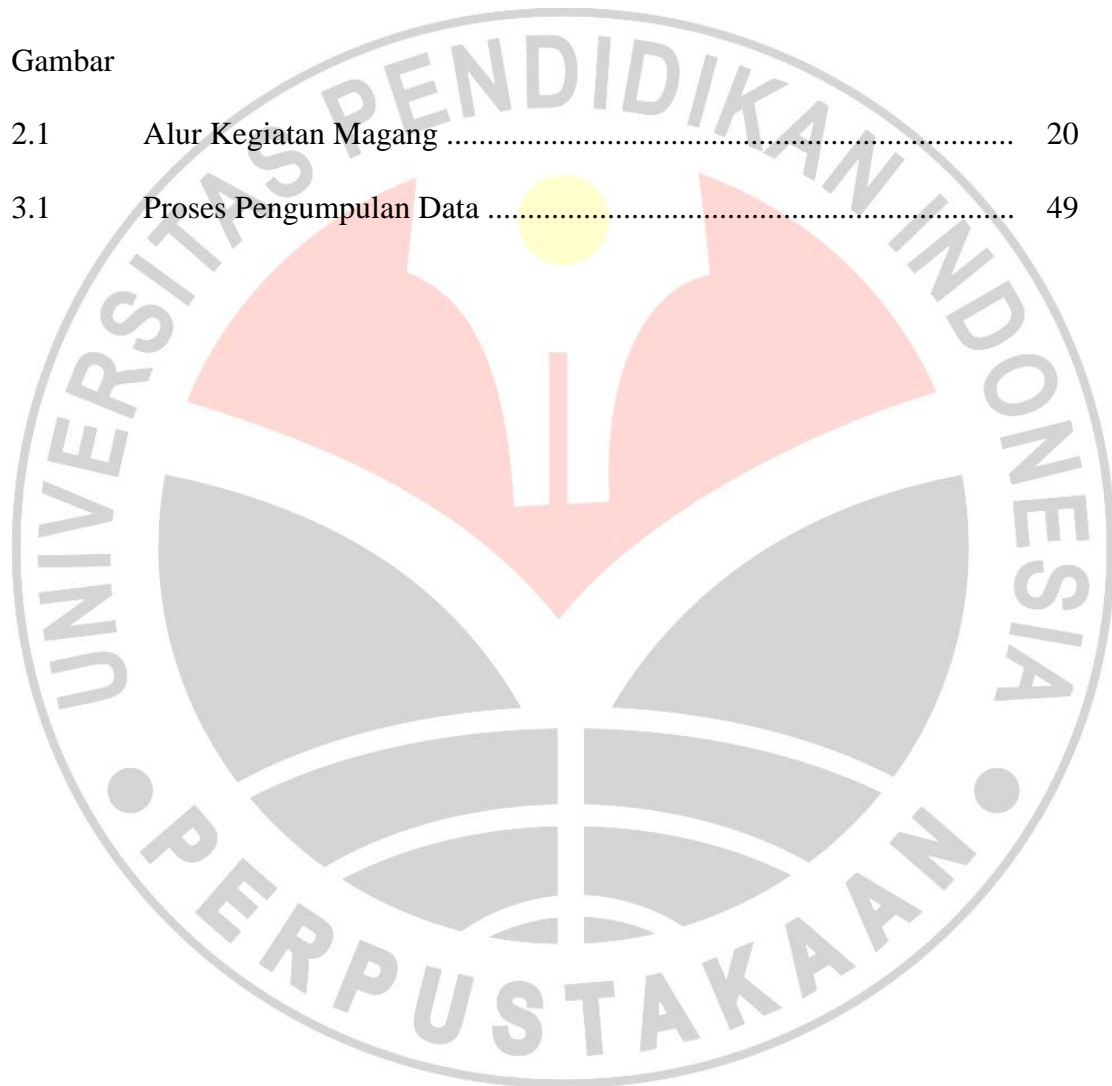 Gambar
2.1 Alur Kegiatan Magang ........................................................... 20
3.1 Proses Pengumpulan Data ....................................................... 49
UNIVERSITAS PENDIDIKAN INDONESIA
PERPUSTAKAAN